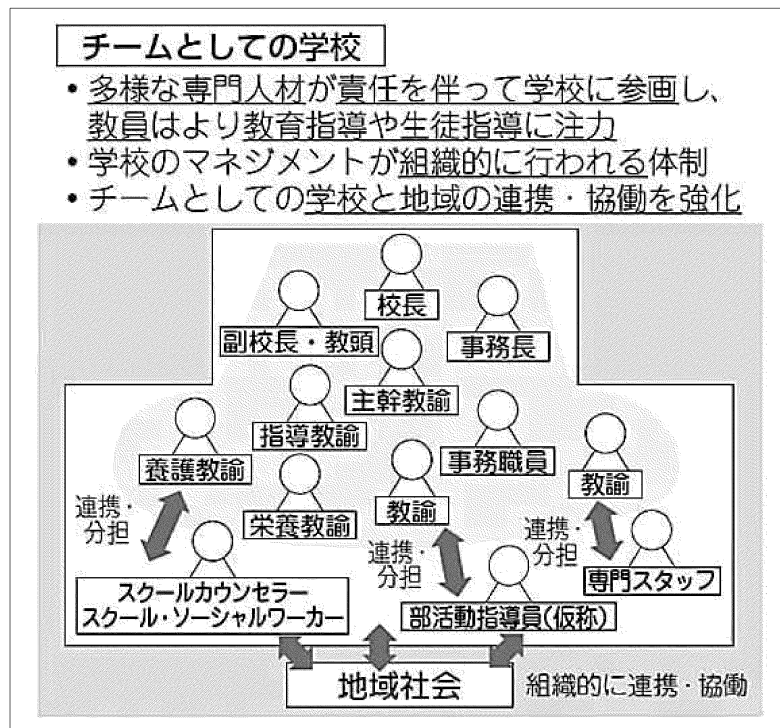 チームとしての学校
・多様な専門人材が責任を伴って学校に参画し、
教員はより教育指導や生徒指導に注力
・学校のマネジメントが組織的に行われる体制
・チームとしての学校と地域の連携・協働を強化
校長
副校長・教頭
事務長
主幹教諭
指導教諭
養護教諭
事務職員
教諭
教諭
栄養教諭
連携・
分担
連携・
分担
連携・
分担
専門スタッフ
スクールカウンセラー
スクール・ソーシャルワーカー
部活動指導員(仮称)
地域社会
組織的に連携・協働